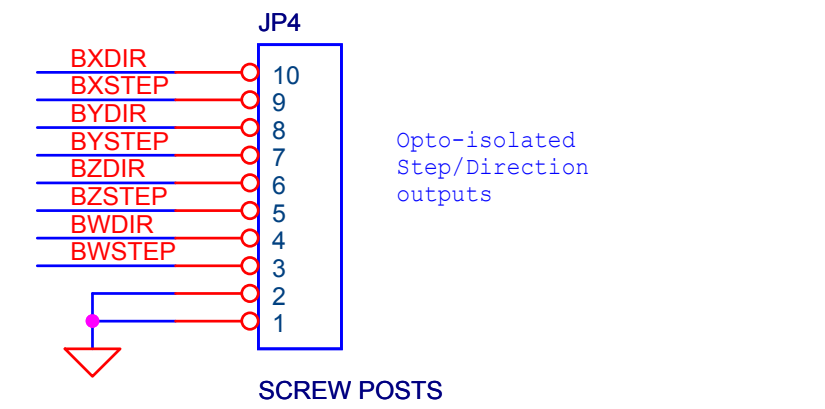 JP4
BXDIR
10
BXSTEP
9
BYDIR
8
BYSTEP
7
BZDIR
6
BZSTEP
5
BWDIR
4
BWSTEP
3
2
1
Opto-isolated
Step/Direction
outputs
SCREW POSTS